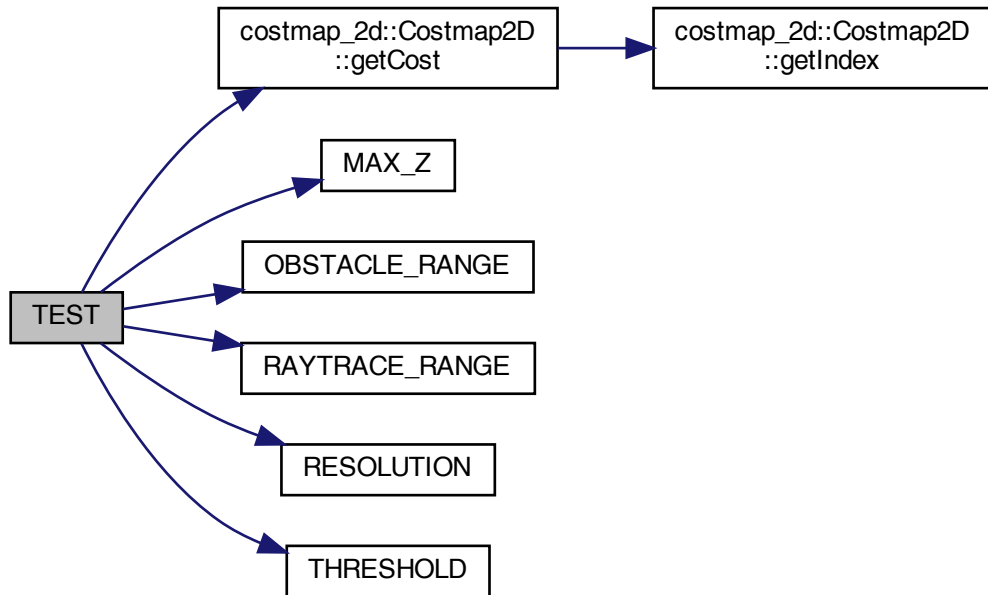 costmap_2d::Costmap2D
::getCost
costmap_2d::Costmap2D
::getIndex
MAX_Z
OBSTACLE_RANGE
TEST
RAYTRACE_RANGE
RESOLUTION
THRESHOLD